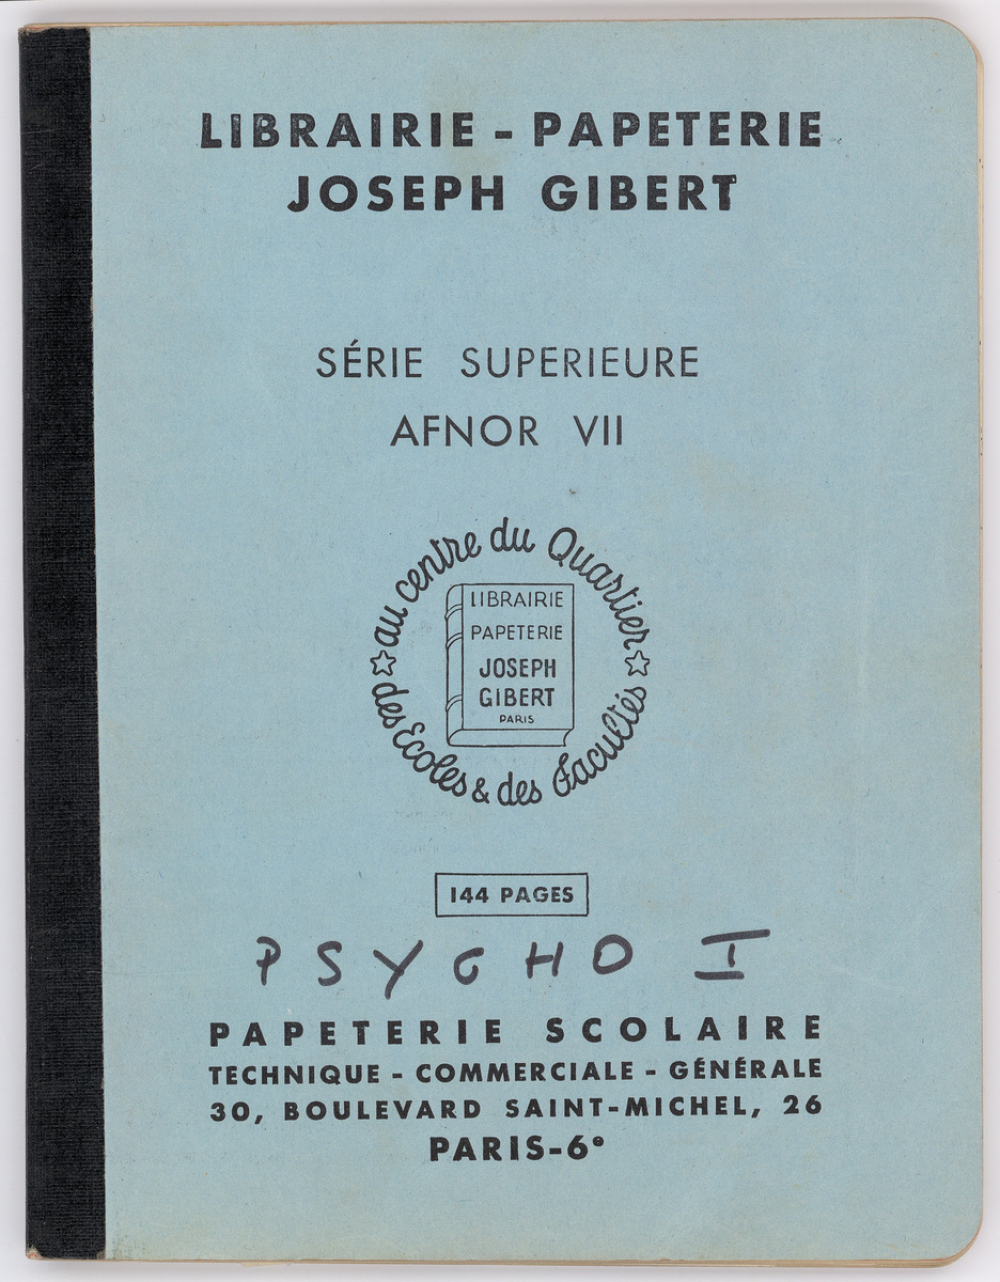 LIBRAIRIE - PAPETERIE
JOSEPH GIBERT
SÉRIE SUPERIEURE
AFNOR VII
au centre du Quartier
LIBRAIRIE
PAPETERIE
JOSEPH
GIBERT
PARIS
des Ecoles & des Facultés
144 PAGES
PSYCHO I
PAPETERIE SCOLAIRE
TECHNIQUE - COMMERCIALE - GÉNÉRALE
30, BOULEVARD SAINT-MICHEL, 26
PARIS-6e